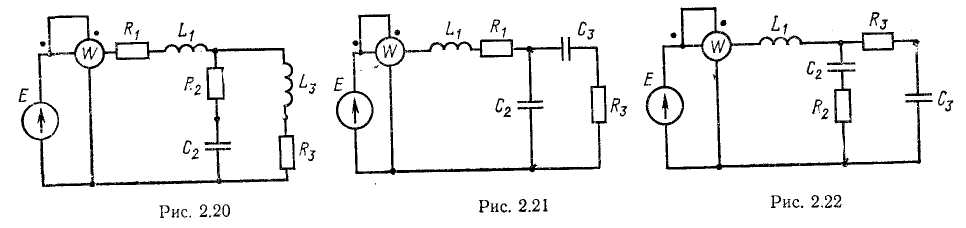 W R₁ L₁
E R₂ L₃
C₂ R₃
Рис. 2.20
W L₁ R₁ C₃
E C₂ R₃
Рис. 2.21
W L₁ R₃
E C₂ R₂ C₃
Рис. 2.22